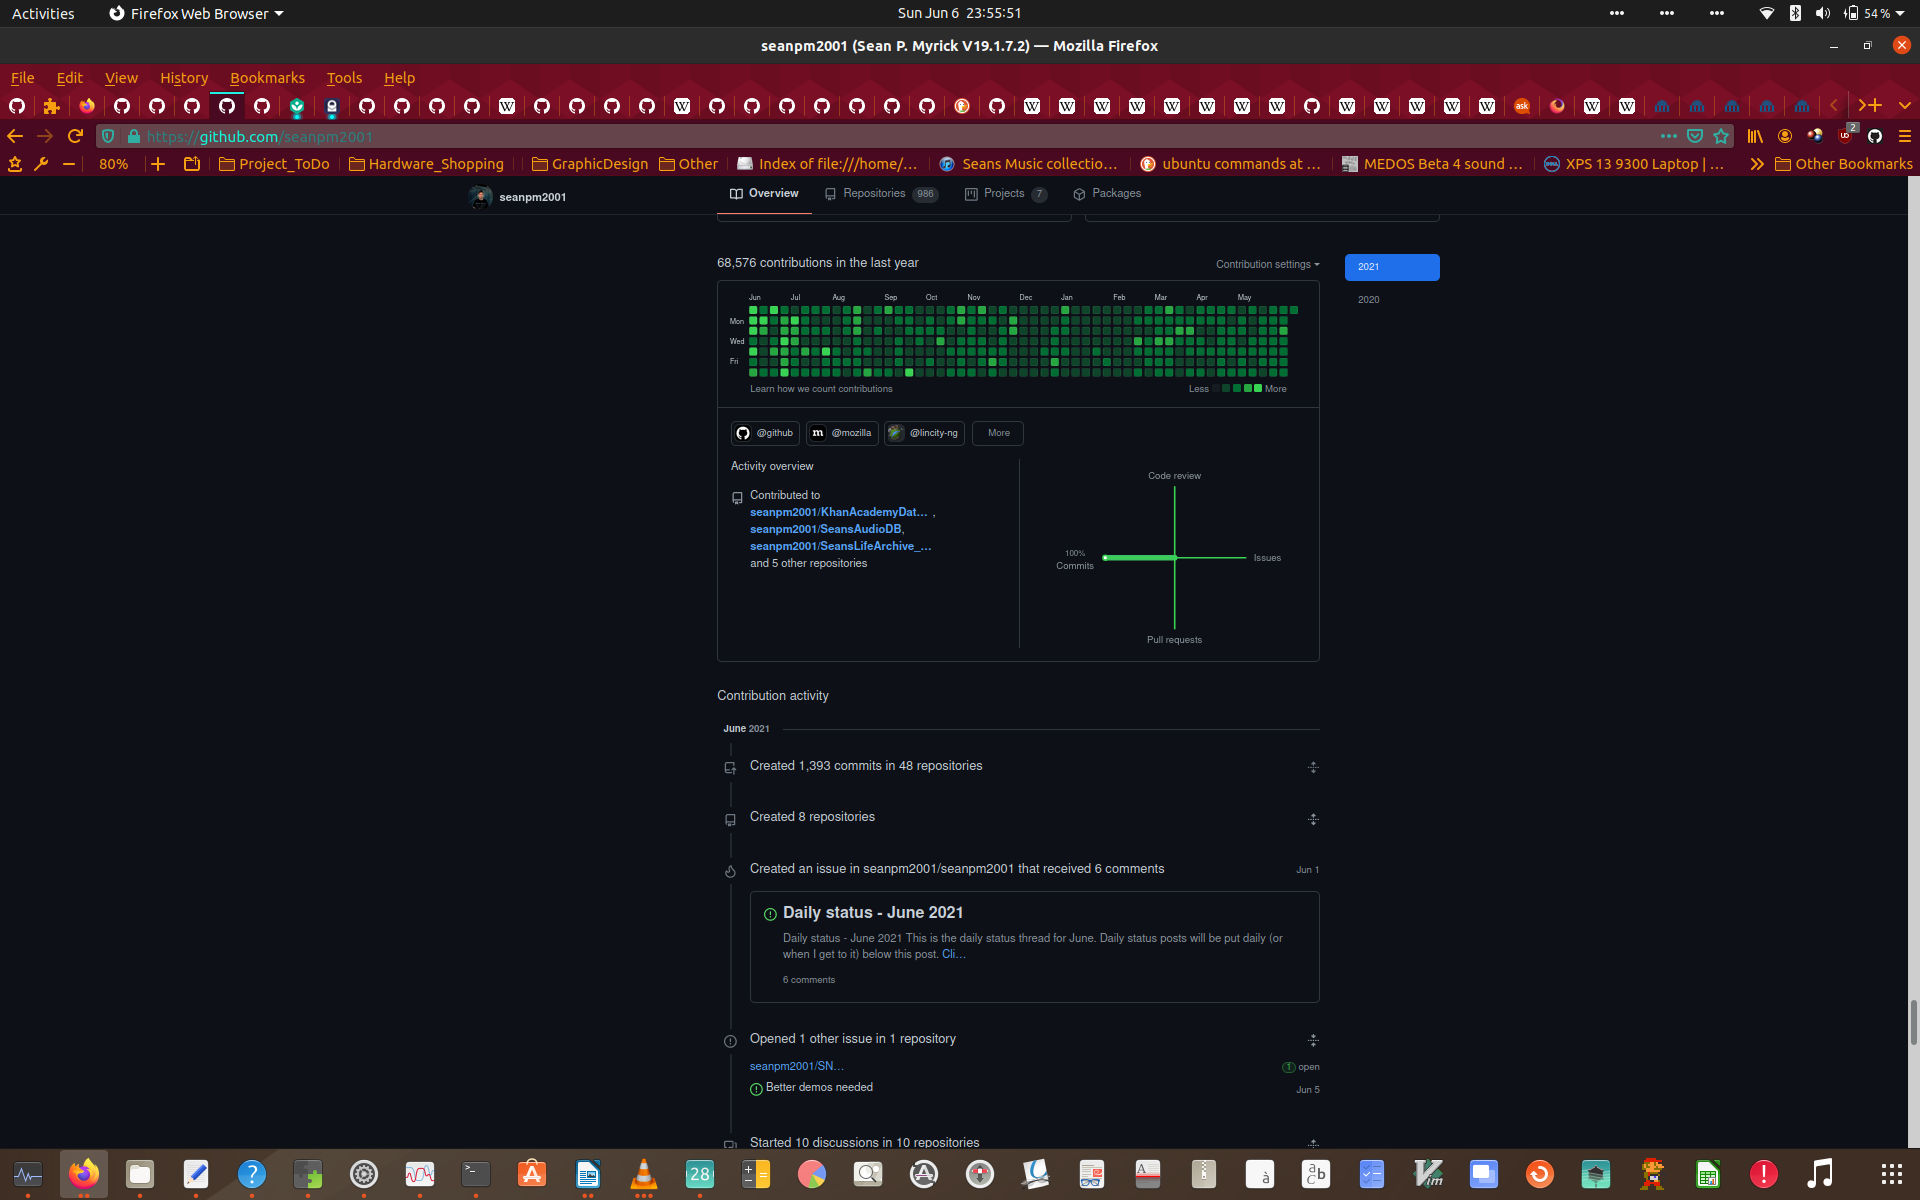 Activities
Firefox Web Browser
Sun Jun 6 23:55:51
54 %
seanpm2001 (Sean P. Myrick V19.1.7.2) — Mozilla Firefox
File Edit View History Bookmarks Tools Help
https://github.com/seanpm2001
2
80%
Project_ToDo
Hardware_Shopping
GraphicDesign
Other
Index of file:///home/...
Seans Music collectio...
ubuntu commands at ...
MEDOS Beta 4 sound ...
XPS 13 9300 Laptop | ...
Other Bookmarks
seanpm2001
Overview
Repositories 986
Projects 7
Packages
68,576 contributions in the last year
Contribution settings
2021
2020
Jun Jul Aug Sep Oct Nov Dec Jan Feb Mar Apr May
Mon
Wed
Fri
Learn how we count contributions
Less More
@github
@mozilla
@lincity-ng
More
Activity overview
Contributed to
seanpm2001/KhanAcademyDat... ,
seanpm2001/SeansAudioDB,
seanpm2001/SeansLifeArchive_...
and 5 other repositories
Code review
100%
Commits
Issues
Pull requests
Contribution activity
June 2021
Created 1,393 commits in 48 repositories
Created 8 repositories
Created an issue in seanpm2001/seanpm2001 that received 6 comments
Jun 1
Daily status - June 2021
Daily status - June 2021 This is the daily status thread for June. Daily status posts will be put daily (or
when I get to it) below this post. Cli...
6 comments
Opened 1 other issue in 1 repository
seanpm2001/SN...
1 open
Better demos needed
Jun 5
Started 10 discussions in 10 repositories
28